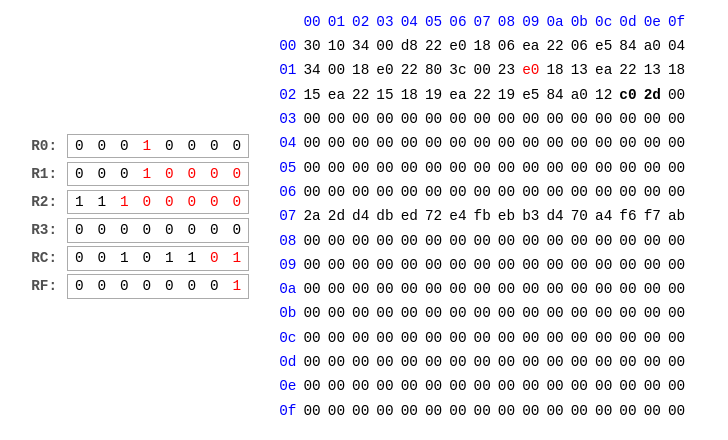 00 01 02 03 04 05 06 07 08 09 0a 0b 0c 0d 0e 0f
00 30 10 34 00 d8 22 e0 18 06 ea 22 06 e5 84 a0 04
01 34 00 18 e0 22 80 3c 00 23 e0 18 13 ea 22 13 18
02 15 ea 22 15 18 19 ea 22 19 e5 84 a0 12 c0 2d 00
03 00 00 00 00 00 00 00 00 00 00 00 00 00 00 00 00
04 00 00 00 00 00 00 00 00 00 00 00 00 00 00 00 00
R0: 0 0 0 1 0 0 0 0
05 00 00 00 00 00 00 00 00 00 00 00 00 00 00 00 00
R1: 0 0 0 1 0 0 0 0
06 00 00 00 00 00 00 00 00 00 00 00 00 00 00 00 00
R2: 1 1 1 0 0 0 0 0
07 2a 2d d4 db ed 72 e4 fb eb b3 d4 70 a4 f6 f7 ab
R3: 0 0 0 0 0 0 0 0
08 00 00 00 00 00 00 00 00 00 00 00 00 00 00 00 00
RC: 0 0 1 0 1 1 0 1
09 00 00 00 00 00 00 00 00 00 00 00 00 00 00 00 00
RF: 0 0 0 0 0 0 0 1
0a 00 00 00 00 00 00 00 00 00 00 00 00 00 00 00 00
0b 00 00 00 00 00 00 00 00 00 00 00 00 00 00 00 00
0c 00 00 00 00 00 00 00 00 00 00 00 00 00 00 00 00
0d 00 00 00 00 00 00 00 00 00 00 00 00 00 00 00 00
0e 00 00 00 00 00 00 00 00 00 00 00 00 00 00 00 00
0f 00 00 00 00 00 00 00 00 00 00 00 00 00 00 00 00